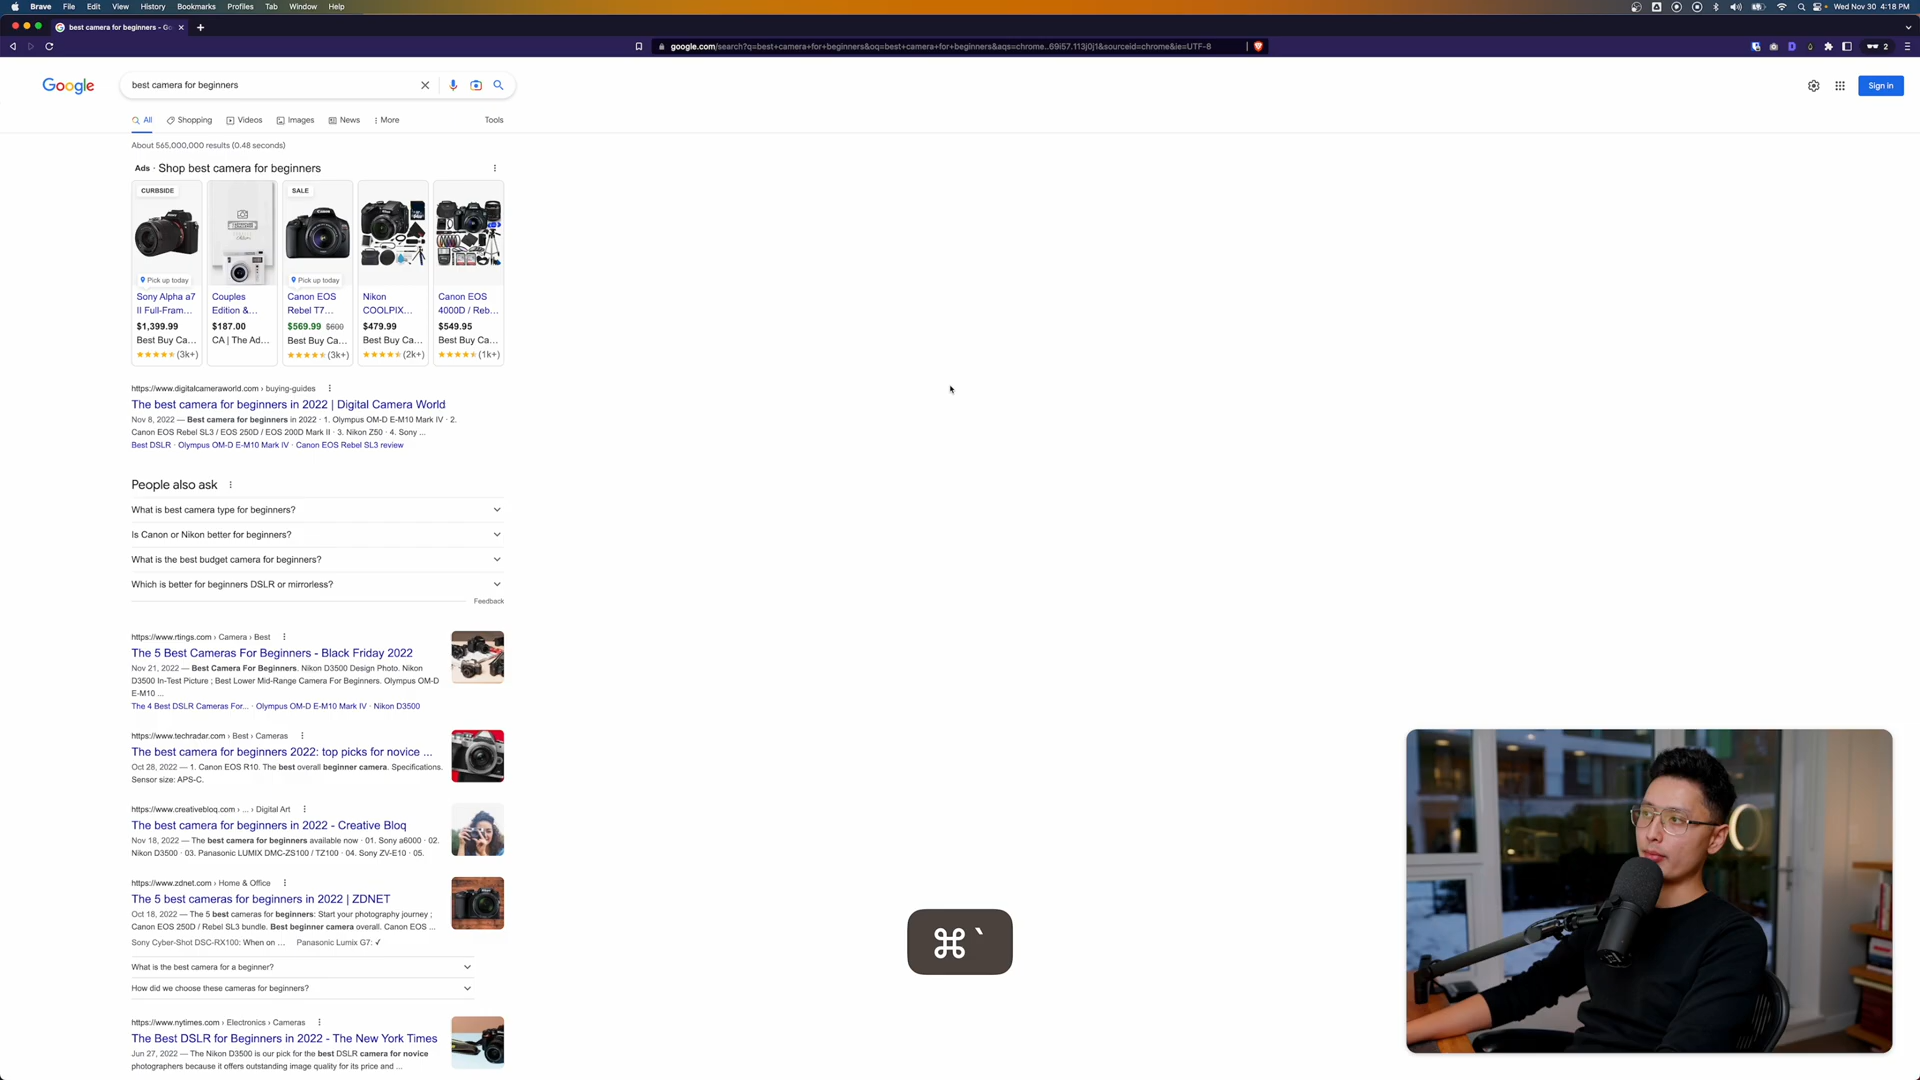 Brave File Edit View History Bookmarks Profiles Tab Window Help
Wed Nov 30 4:18 PM
best camera for beginners - Go
google.com/search?q=best+camera+for+beginners&oq=best+camera+for+beginners&aqs=chrome..69i57.113j0j1&sourceid=chrome&ie=UTF-8
2
Google
best camera for beginners
Sign in
All Shopping Videos Images News More Tools
About 565,000,000 results (0.48 seconds)
Ads · Shop best camera for beginners
CURBSIDE
SALE
Pick up today
Pick up today
Sony Alpha a7
II Full-Fram...
$1,399.99
Best Buy Ca...
(3k+)
Couples
Edition &...
$187.00
CA | The Ad...
Canon EOS
Rebel T7...
$569.99 $600
Best Buy Ca...
(3k+)
Nikon
COOLPIX...
$479.99
Best Buy Ca...
(2k+)
Canon EOS
4000D / Reb...
$549.95
Best Buy Ca...
(1k+)
https://www.digitalcameraworld.com › buying-guides
The best camera for beginners in 2022 | Digital Camera World
Nov 8, 2022 — Best camera for beginners in 2022 · 1. Olympus OM-D E-M10 Mark IV · 2.
Canon EOS Rebel SL3 / EOS 250D / EOS 200D Mark II · 3. Nikon Z50 · 4. Sony ...
Best DSLR · Olympus OM-D E-M10 Mark IV · Canon EOS Rebel SL3 review
People also ask
What is best camera type for beginners?
Is Canon or Nikon better for beginners?
What is the best budget camera for beginners?
Which is better for beginners DSLR or mirrorless?
Feedback
https://www.rtings.com › Camera › Best
The 5 Best Cameras For Beginners - Black Friday 2022
Nov 21, 2022 — Best Camera For Beginners. Nikon D3500 Design Photo. Nikon
D3500 In-Test Picture ; Best Lower Mid-Range Camera For Beginners. Olympus OM-D
E-M10 ...
The 4 Best DSLR Cameras For... · Olympus OM-D E-M10 Mark IV · Nikon D3500
https://www.techradar.com › Best › Cameras
The best camera for beginners 2022: top picks for novice ...
Oct 28, 2022 — 1. Canon EOS R10. The best overall beginner camera. Specifications.
Sensor size: APS-C.
https://www.creativebloq.com › ... › Digital Art
The best camera for beginners in 2022 - Creative Bloq
Nov 18, 2022 — The best camera for beginners available now · 01. Sony a6000 · 02.
Nikon D3500 · 03. Panasonic LUMIX DMC-ZS100 / TZ100 · 04. Sony ZV-E10 · 05.
https://www.zdnet.com › Home & Office
The 5 best cameras for beginners in 2022 | ZDNET
Oct 18, 2022 — The 5 best cameras for beginners: Start your photography journey ;
Canon EOS 250D / Rebel SL3 bundle. Best beginner camera overall. Canon EOS ...
Sony Cyber-Shot DSC-RX100: When on ... Panasonic Lumix G7: ✓
What is the best camera for a beginner?
How did we choose these cameras for beginners?
https://www.nytimes.com › Electronics › Cameras
The Best DSLR for Beginners in 2022 - The New York Times
Jun 27, 2022 — The Nikon D3500 is our pick for the best DSLR camera for novice
photographers because it offers outstanding image quality for its price and ...
⌘ `